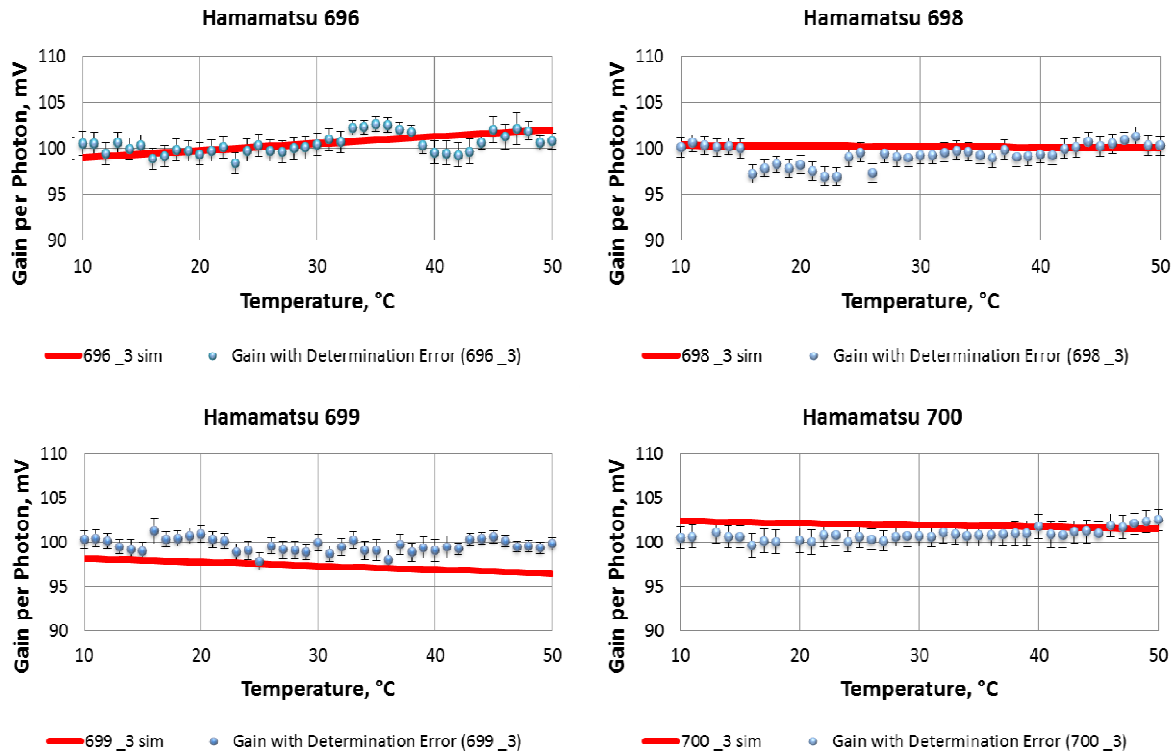 Hamamatsu 696
Gain per Photon, mV
110
105
100
95
90
10 20 30 40 50
Temperature, °C
696 _3 sim Gain with Determination Error (696 _3)
Hamamatsu 698
Gain per Photon, mV
110
105
100
95
90
10 20 30 40 50
Temperature, °C
698 _3 sim Gain with Determination Error (698 _3)
Hamamatsu 699
Gain per Photon, mV
110
105
100
95
90
10 20 30 40 50
Temperature, °C
699 _3 sim Gain with Determination Error (699 _3)
Hamamatsu 700
Gain per Photon, mV
110
105
100
95
90
10 20 30 40 50
Temperature, °C
700 _3 sim Gain with Determination Error (700 _3)